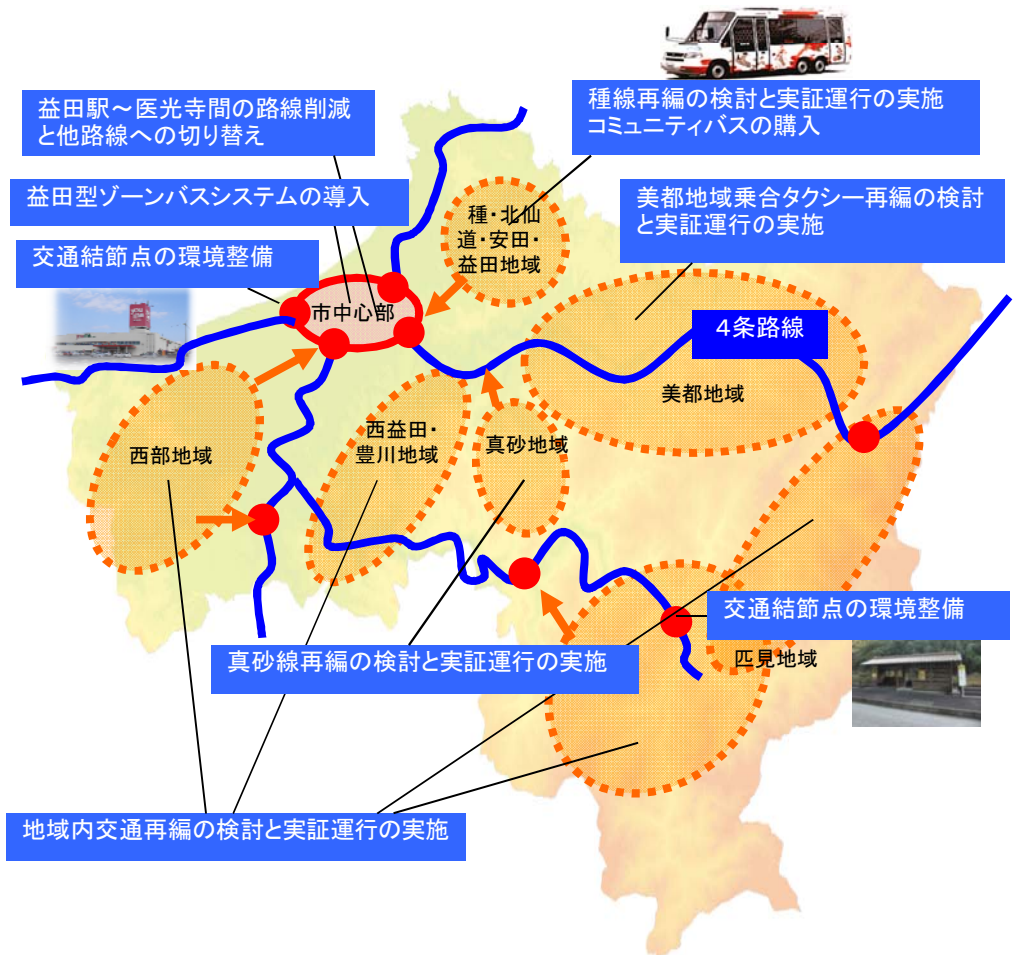 益田駅～医光寺間の路線削減
と他路線への切り替え
種線再編の検討と実証運行の実施
コミュニティバスの購入
益田型ゾーンバスシステムの導入
美都地域乗合タクシー再編の検討
と実証運行の実施
交通結節点の環境整備
種・北仙
道・安田・
益田地域
市中心部
４条路線
美都地域
西部地域
西益田・
豊川地域
真砂地域
交通結節点の環境整備
真砂線再編の検討と実証運行の実施
匹見地域
地域内交通再編の検討と実証運行の実施